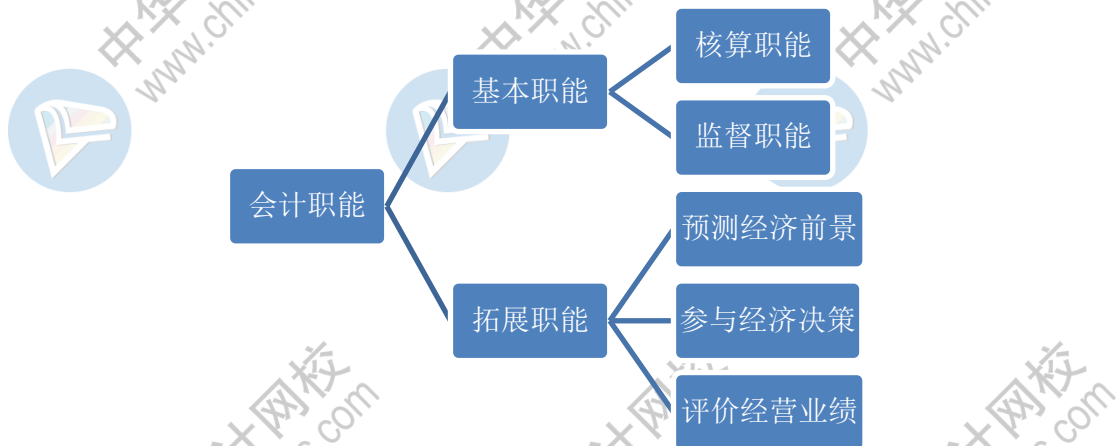 核算职能
基本职能
监督职能
会计职能
预测经济前景
拓展职能
参与经济决策
评价经营业绩